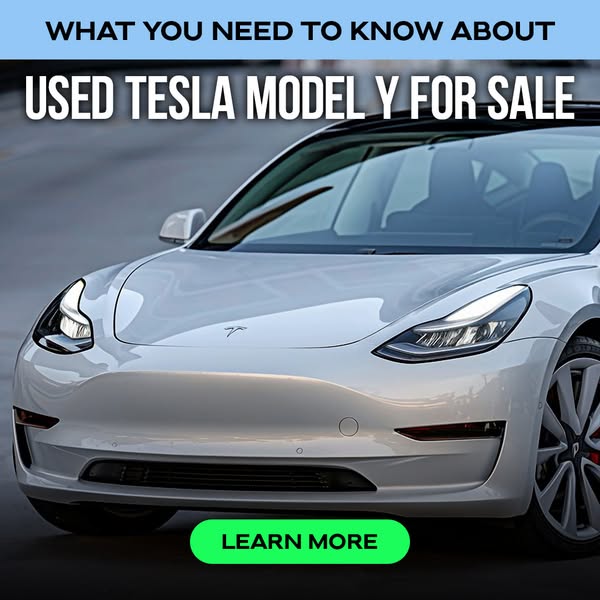 WHAT YOU NEED TO KNOW ABOUT
USED TESLA MODEL Y FOR SALE
LEARN MORE